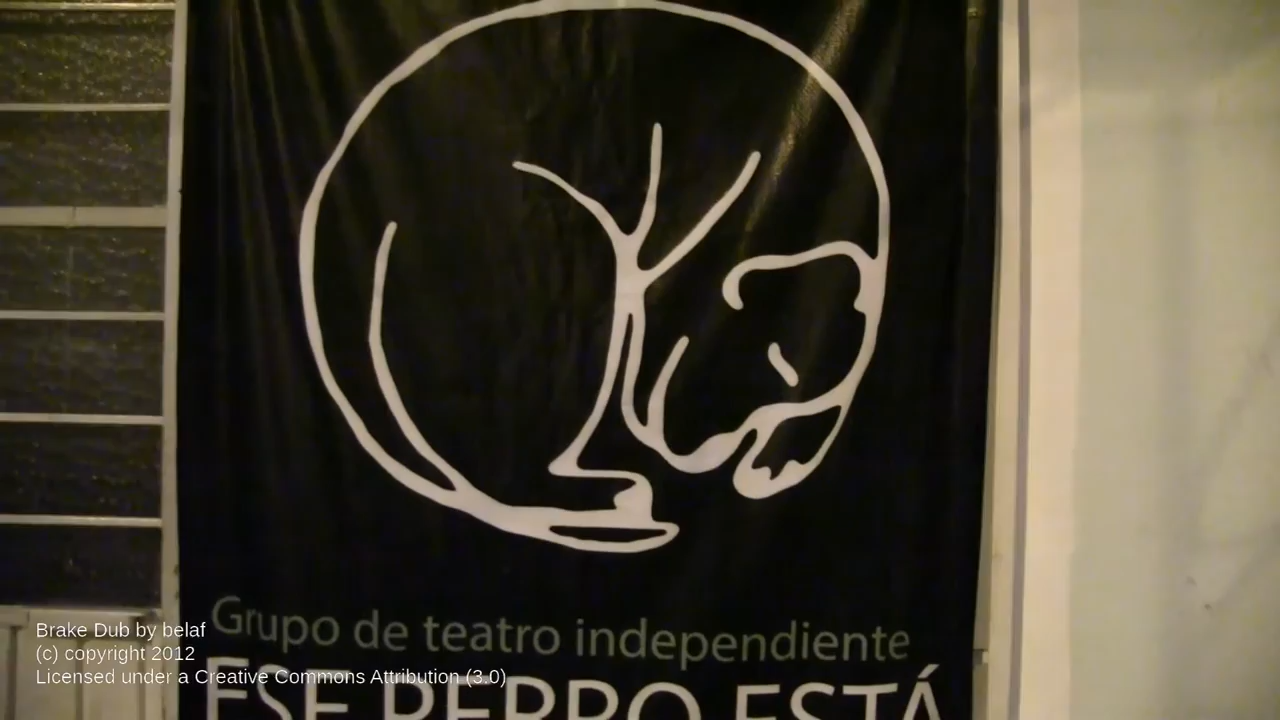 Grupo de teatro independiente
ESE PERRO ESTÁ
Brake Dub by belaf
(c) copyright 2012
Licensed under a Creative Commons Attribution (3.0)